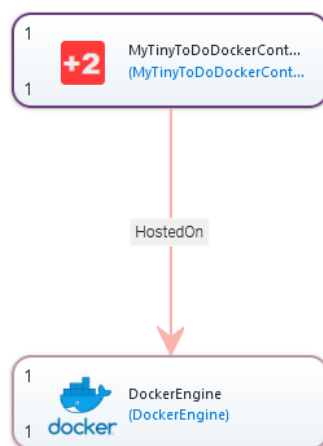 1
+2
MyTinyToDoDockerCont...
(MyTinyToDoDockerCont...
1
HostedOn
1
docker
DockerEngine
(DockerEngine)
1